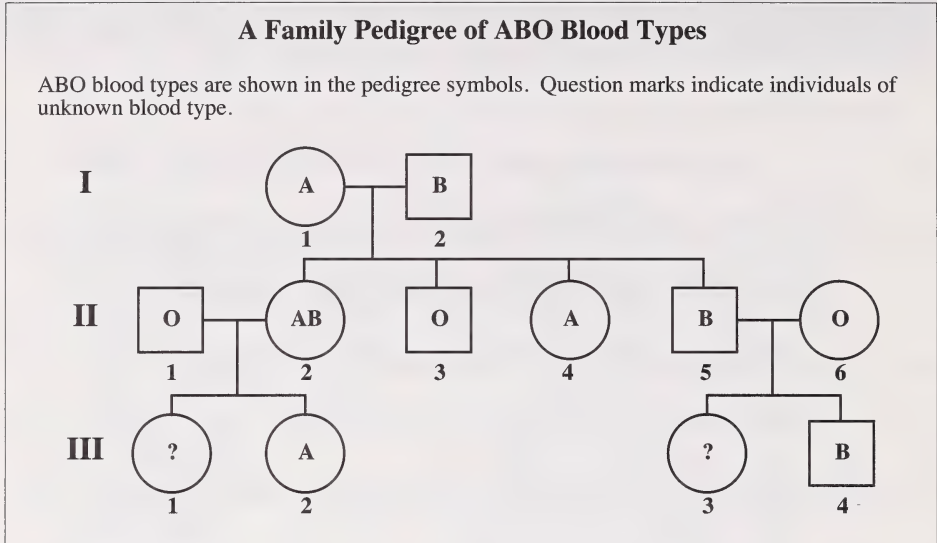 A Family Pedigree of ABO Blood Types
ABO blood types are shown in the pedigree symbols. Question marks indicate individuals of
unknown blood type.
I
A
B
1
2
II
O
AB
O
A
B
O
1
2
3
4
5
6
III
?
A
?
B
1
2
3
4